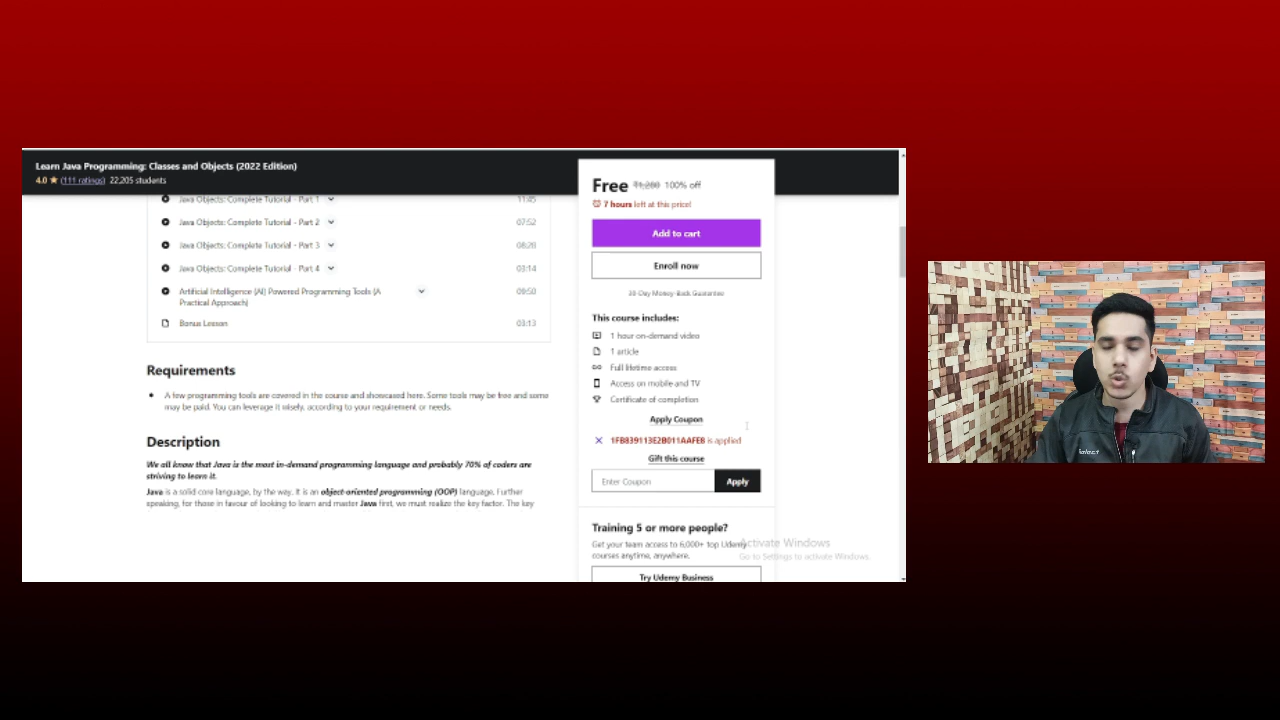 Learn Java Programming: Classes and Objects (2022 Edition)
4.0 ★ (111 ratings) 22,205 students
Java Objects: Complete Tutorial - Part 1 11:45
Java Objects: Complete Tutorial - Part 2 07:52
Java Objects: Complete Tutorial - Part 3 08:28
Java Objects: Complete Tutorial - Part 4 03:14
Artificial Intelligence (AI) Powered Programming Tools (A
Practical Approach)
Bonus Lesson 03:13
Requirements
A few programming tools are covered in the course and showcased here. Some tools may be free and some
may be paid. You can leverage it wisely, according to your requirement or needs.
Description
We all know that Java is the most in-demand programming language and probably 70% of coders are
striving to learn it.
Java is a solid core language, by the way. It is an object-oriented programming (OOP) language. Further
speaking, for those in favour of looking to learn and master Java first, we must realize the key factor. The key
Free ₹1,280 100% off
7 hours left at this price!
Add to cart
Enroll now
30-Day Money-Back Guarantee
This course includes:
1 hour on-demand video
1 article
Full lifetime access
Access on mobile and TV
Certificate of completion
Apply Coupon
is applied
Gift this course
Enter Coupon Apply
Training 5 or more people?
Get your team access to 6,000+ top Udemy
courses anytime, anywhere.
Try Udemy Business
Activate Windows
Go to Settings to activate Windows.